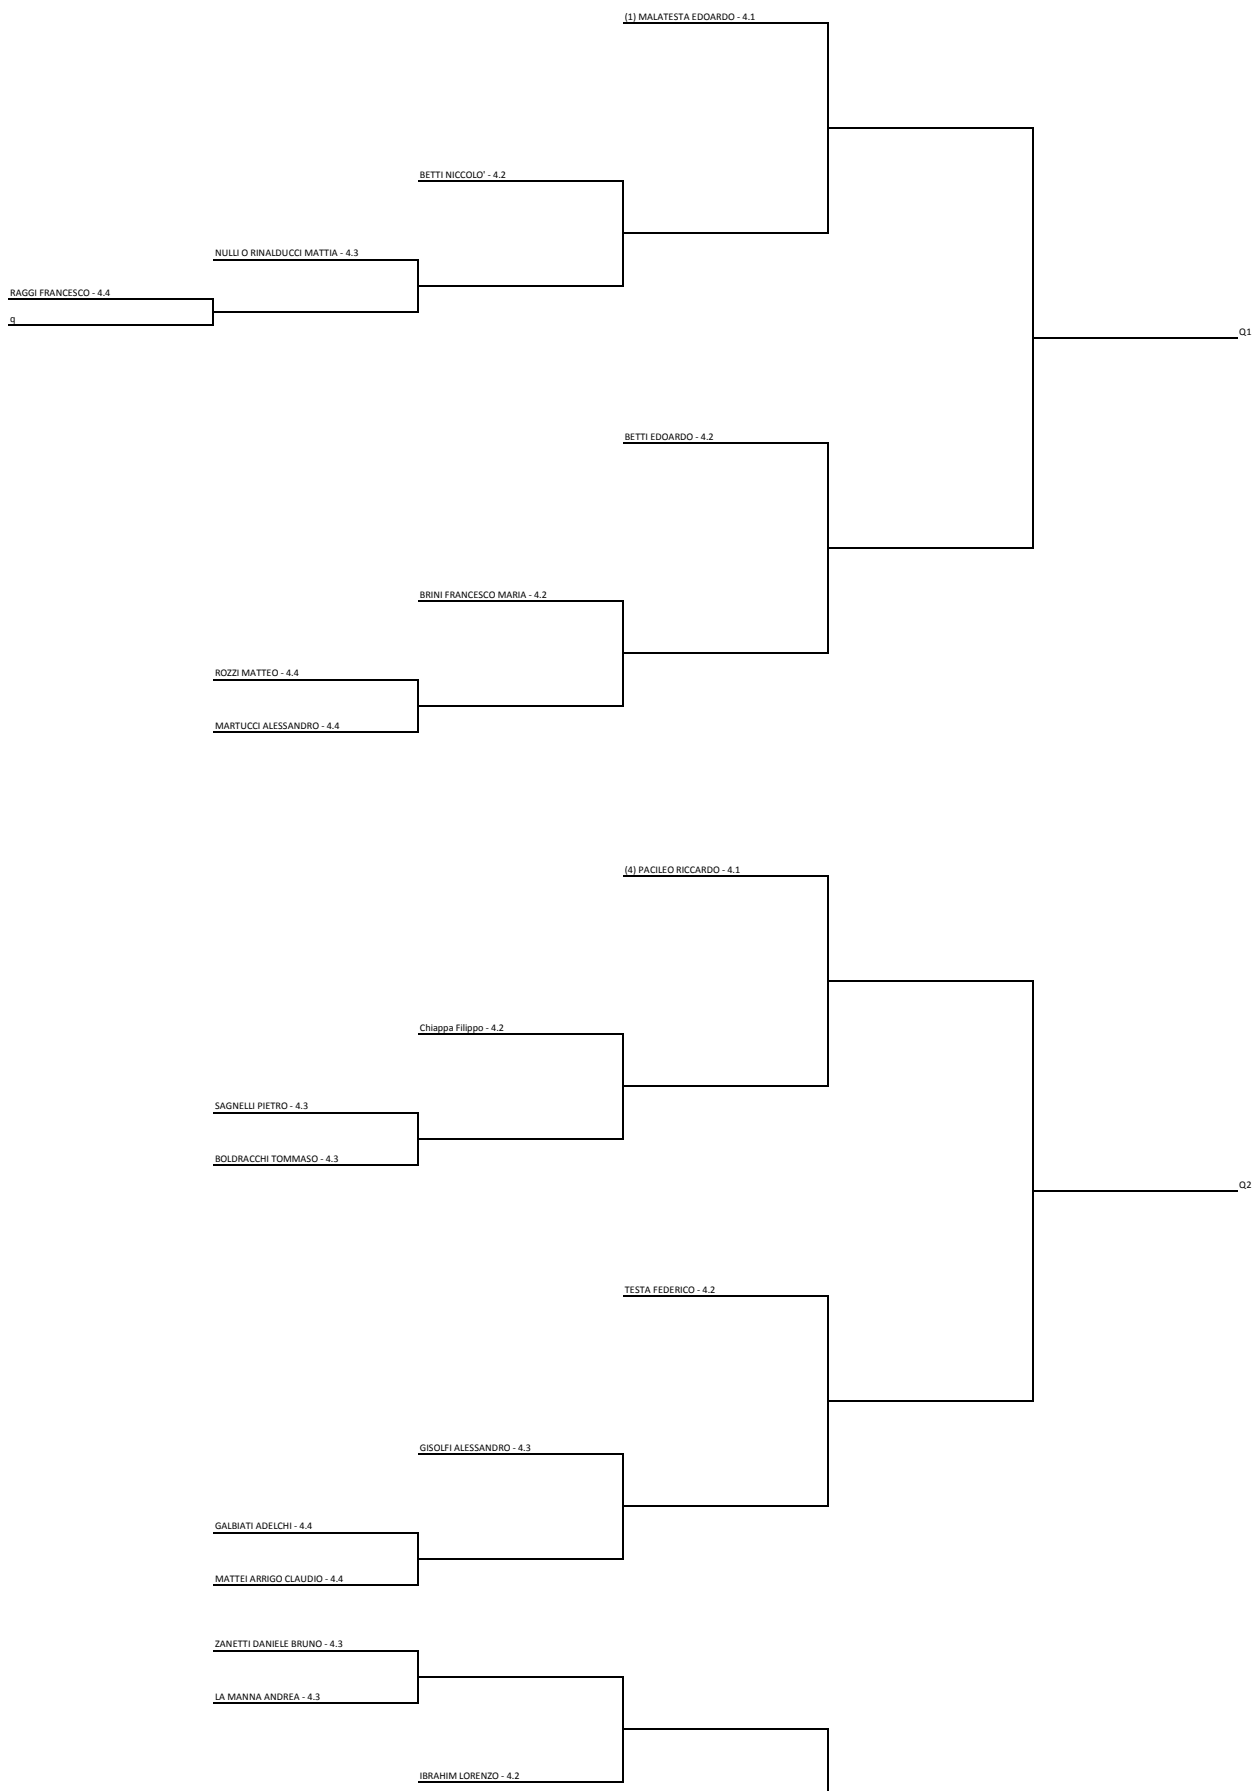 (1) MALATESTA EDOARDO - 4.1
BETTI NICCOLO' - 4.2
NULLI O RINALDUCCI MATTIA - 4.3
RAGGI FRANCESCO - 4.4
q
Q1
BETTI EDOARDO - 4.2
BRINI FRANCESCO MARIA - 4.2
ROZZI MATTEO - 4.4
MARTUCCI ALESSANDRO - 4.4
(4) PACILEO RICCARDO - 4.1
Chiappa Filippo - 4.2
SAGNELLI PIETRO - 4.3
BOLDRACCHI TOMMASO - 4.3
Q2
TESTA FEDERICO - 4.2
GISOLFI ALESSANDRO - 4.3
GALBIATI ADELCHI - 4.4
MATTEI ARRIGO CLAUDIO - 4.4
ZANETTI DANIELE BRUNO - 4.3
LA MANNA ANDREA - 4.3
IBRAHIM LORENZO - 4.2